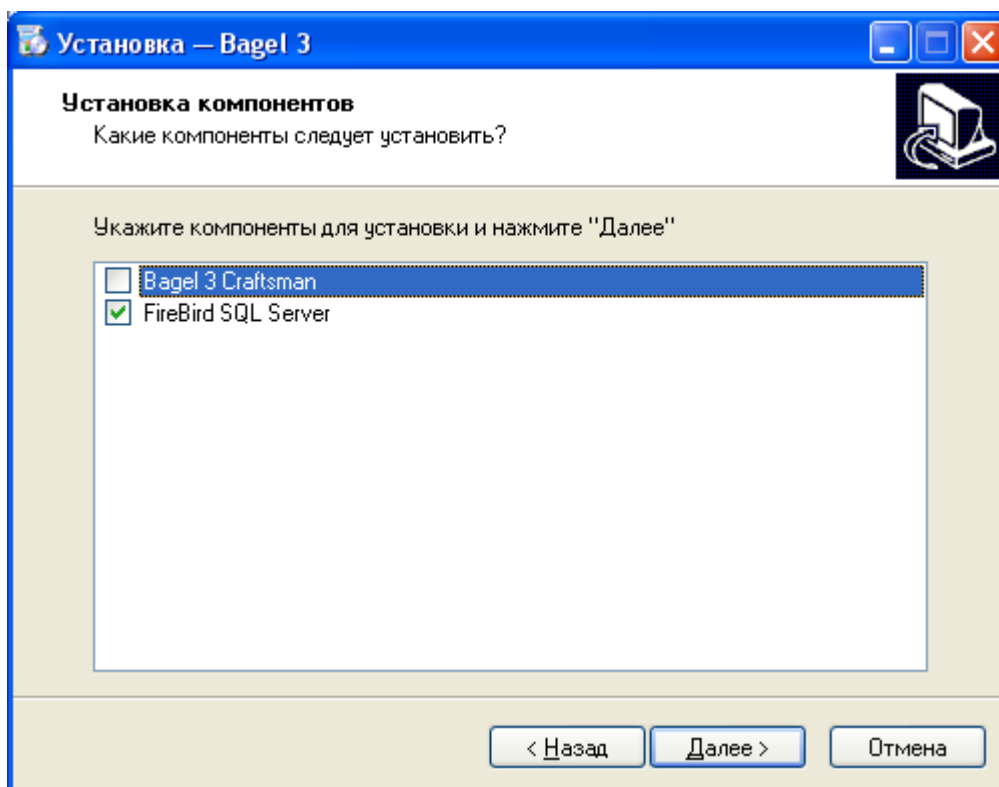 Установка — Bagel 3
Установка компонентов
Какие компоненты следует установить?
Укажите компоненты для установки и нажмите "Далее"
Bagel 3 Craftsman
FireBird SQL Server
< Назад
Далее >
Отмена